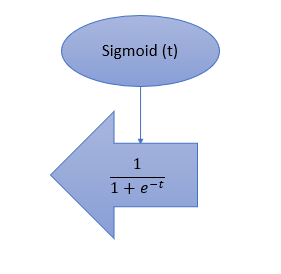 Sigmoid (t)
1
1 + e⁻ᵗ